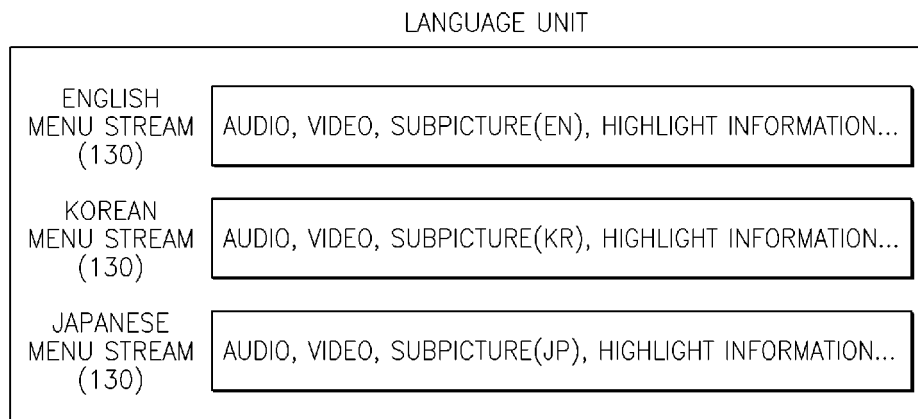 LANGUAGE UNIT
ENGLISH
MENU STREAM
(130)
AUDIO, VIDEO, SUBPICTURE(EN), HIGHLIGHT INFORMATION...
KOREAN
MENU STREAM
(130)
AUDIO, VIDEO, SUBPICTURE(KR), HIGHLIGHT INFORMATION...
JAPANESE
MENU STREAM
(130)
AUDIO, VIDEO, SUBPICTURE(JP), HIGHLIGHT INFORMATION...